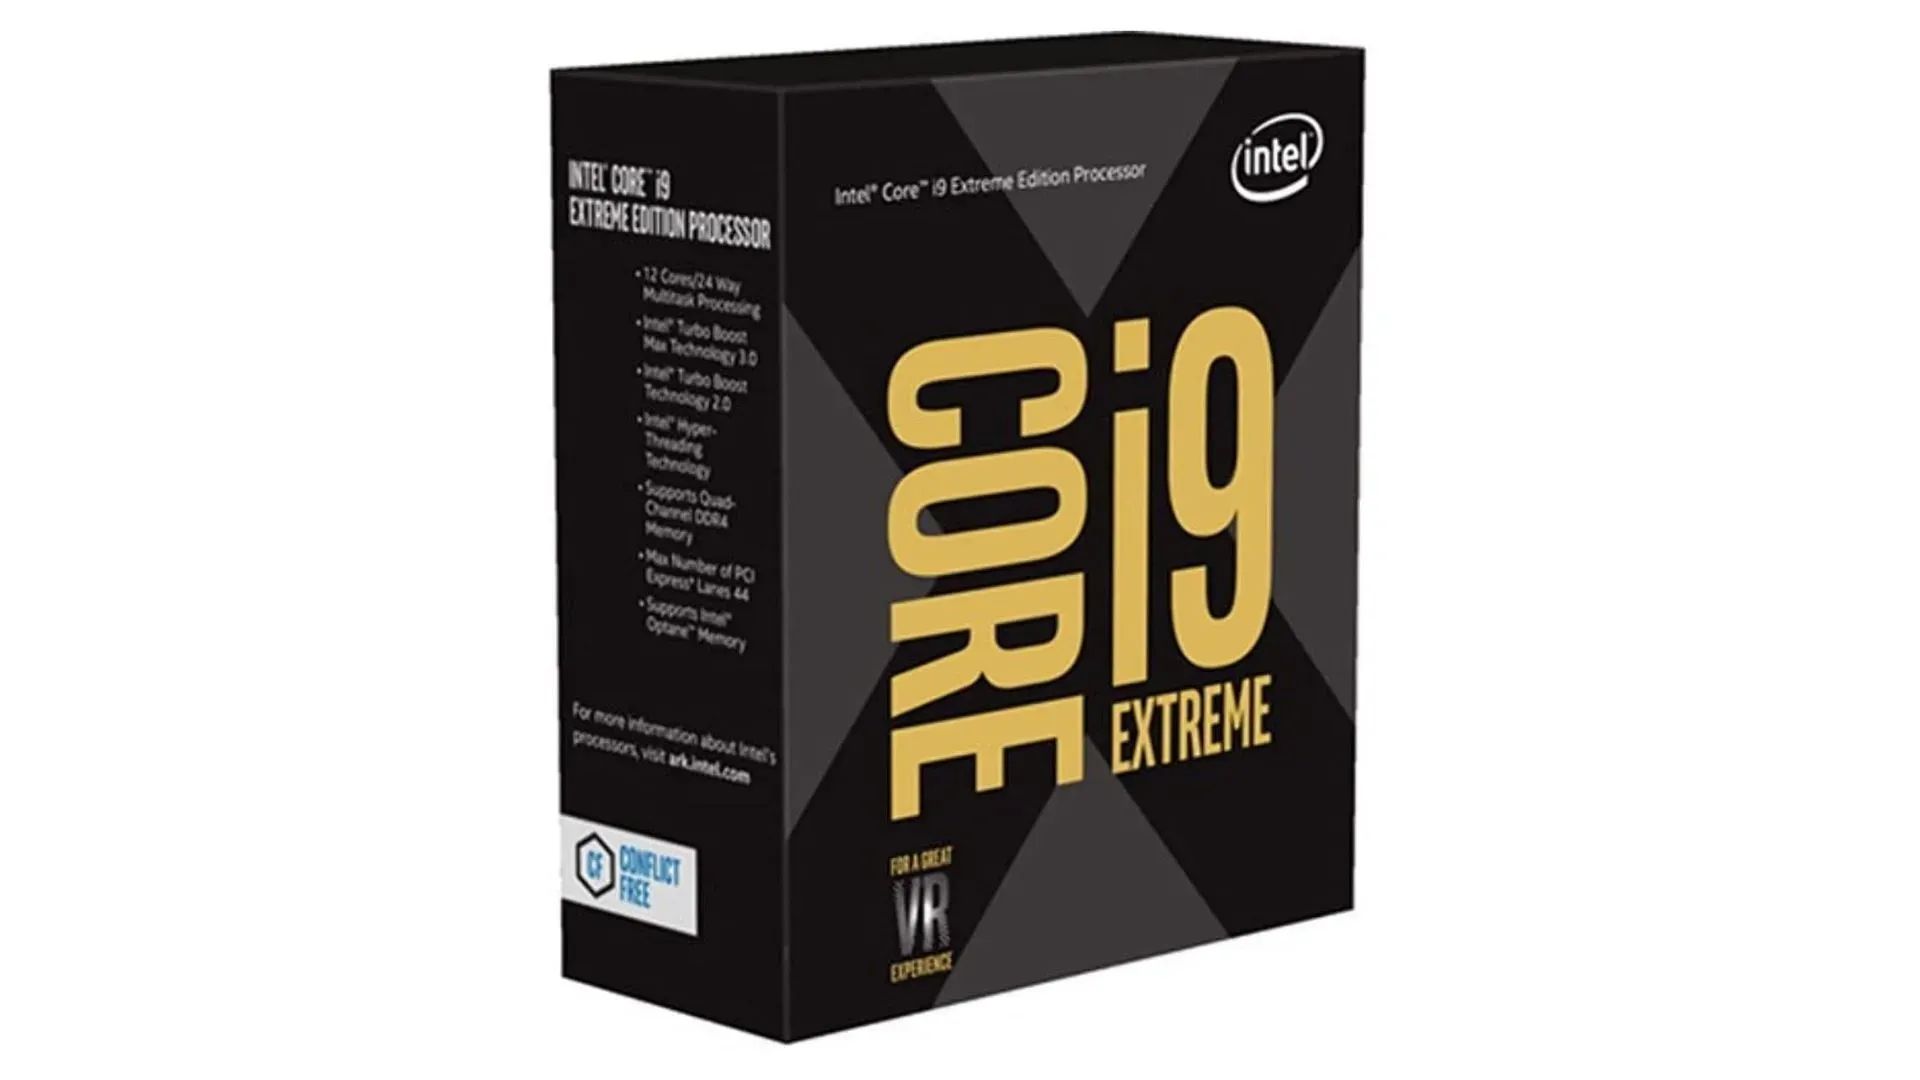 INTEL® CORE™ i9
EXTREME EDITION PROCESSOR
• 12 Cores/24 Way
Multitask Processing
• Intel® Turbo Boost
Max Technology 3.0
• Intel® Turbo Boost
Technology 2.0
• Intel® Hyper-
Threading
Technology
• Supports Quad-
Channel DDR4
Memory
• Max Number of PCI
Express® Lanes 44
• Supports Intel®
Optane™ Memory
For more information about Intel's
processors, visit ark.intel.com
CF CONFLICT
FREE
Intel® Core™ i9 Extreme Edition Processor
intel®
CORE i9
EXTREME
FOR A GREAT
VR
EXPERIENCE